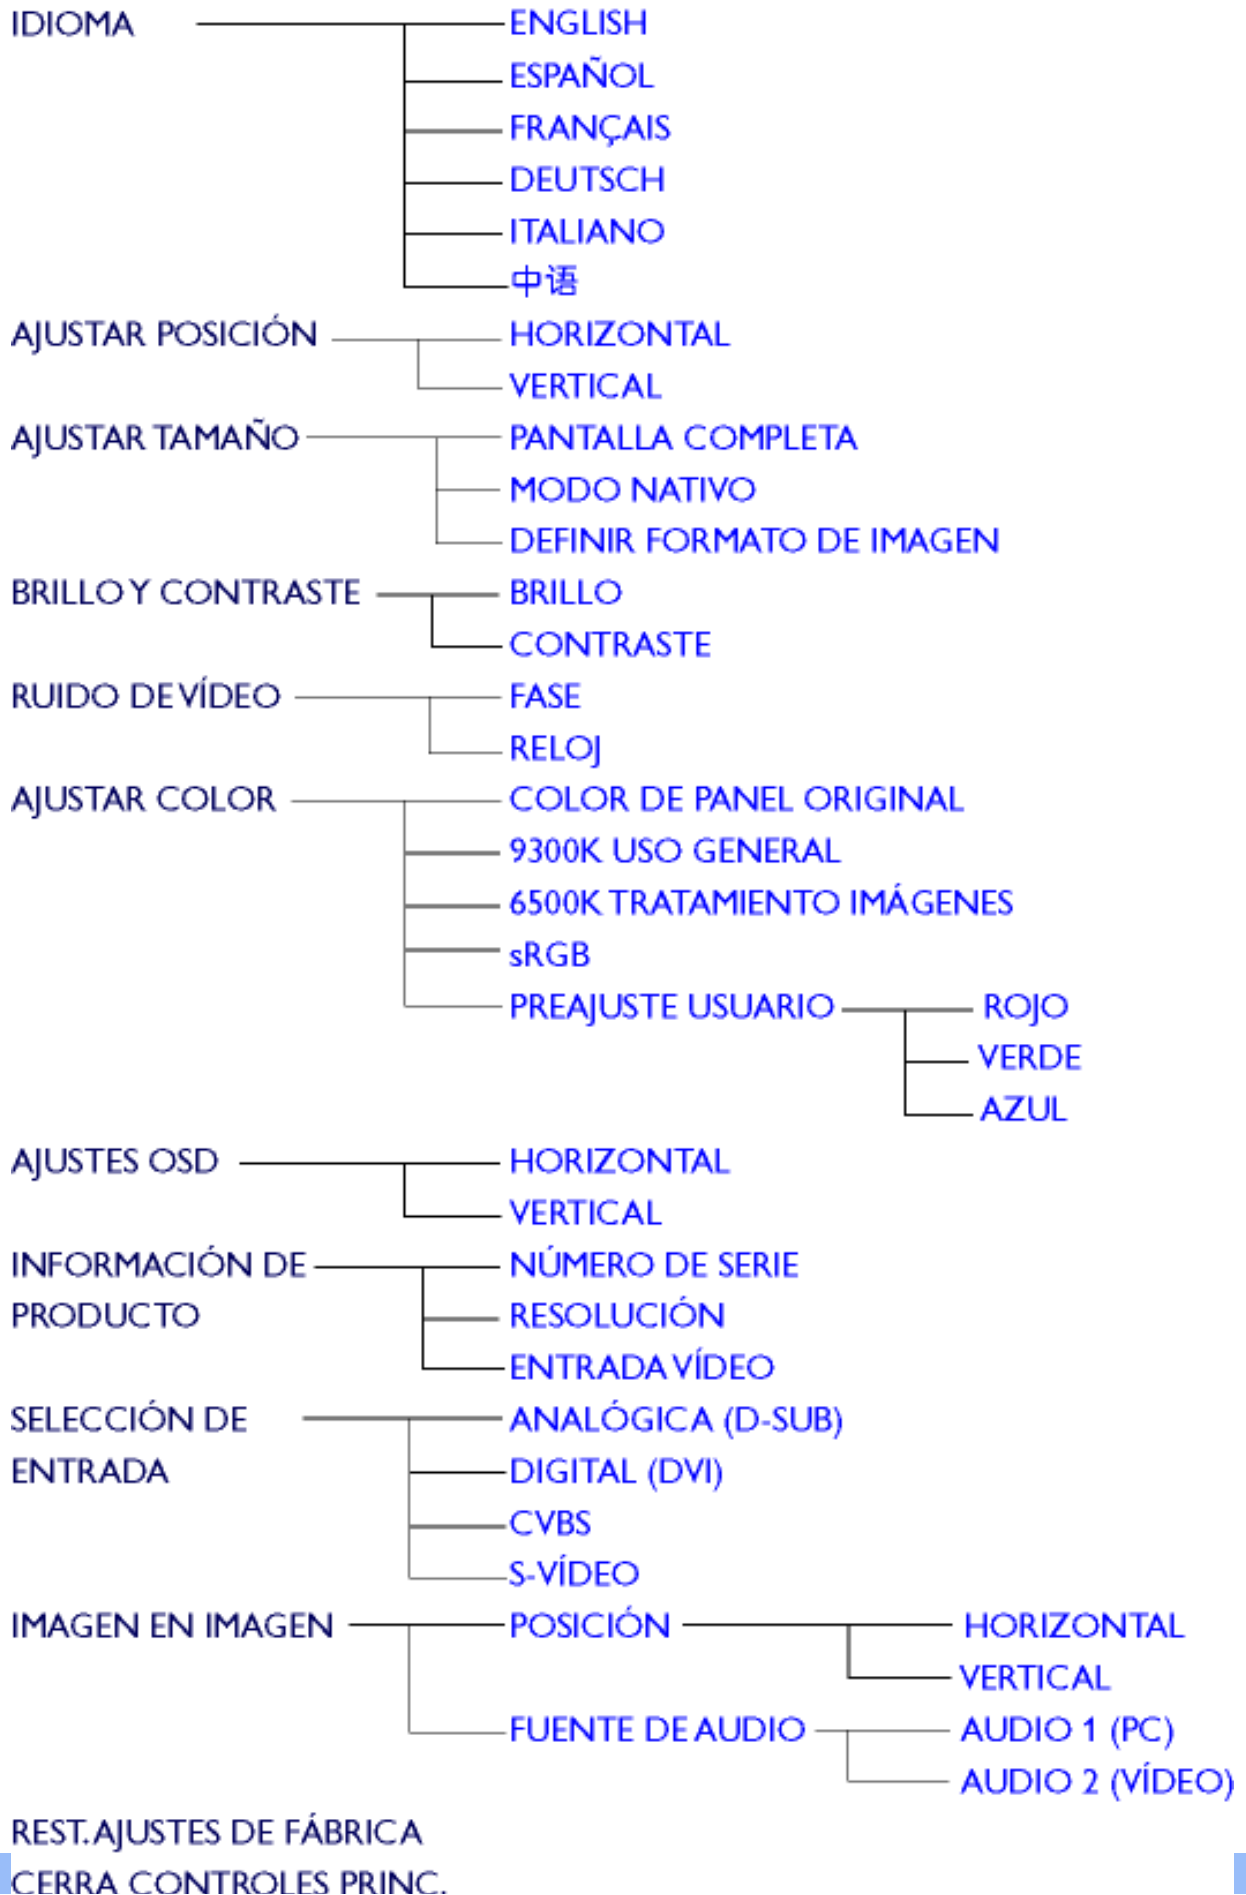 IDIOMA ENGLISH
ESPAÑOL
FRANÇAIS
DEUTSCH
ITALIANO
中语
AJUSTAR POSICIÓN HORIZONTAL
VERTICAL
AJUSTAR TAMAÑO PANTALLA COMPLETA
MODO NATIVO
DEFINIR FORMATO DE IMAGEN
BRILLO Y CONTRASTE BRILLO
CONTRASTE
RUIDO DE VÍDEO FASE
RELOJ
AJUSTAR COLOR COLOR DE PANEL ORIGINAL
9300K USO GENERAL
6500K TRATAMIENTO IMÁGENES
sRGB
PREAJUSTE USUARIO ROJO
VERDE
AZUL
AJUSTES OSD HORIZONTAL
VERTICAL
INFORMACIÓN DE NÚMERO DE SERIE
PRODUCTO RESOLUCIÓN
ENTRADA VÍDEO
SELECCIÓN DE ANALÓGICA (D-SUB)
ENTRADA DIGITAL (DVI)
CVBS
S-VÍDEO
IMAGEN EN IMAGEN POSICIÓN HORIZONTAL
VERTICAL
FUENTE DE AUDIO AUDIO 1 (PC)
AUDIO 2 (VÍDEO)
REST. AJUSTES DE FÁBRICA
CERRA CONTROLES PRINC.